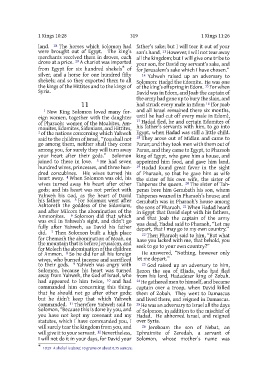 1 Kings 10:28
329
1 Kings 11:26
land. 28 The horses which Solomon had
were brought out of Egypt. The king's
merchants received them in droves, each
drove at a price. 29 A chariot was imported
from Egypt for six hundred shekels* of
silver, and a horse for one hundred fifty
shekels; and so they exported them to all
the kings of the Hittites and to the kings of
Syria.
11
1 Now King Solomon loved many for-
eign women, together with the daughter
of Pharaoh: women of the Moabites, Am-
monites, Edomites, Sidonians, and Hittites,
2 of the nations concerning which Yahweh
said to the children of Israel, "You shall not
go among them, neither shall they come
among you, for surely they will turn away
your heart after their gods." Solomon
joined to these in love. 3 He had seven
hundred wives, princesses, and three hun-
dred concubines. His wives turned his
heart away. 4 When Solomon was old, his
wives turned away his heart after other
gods; and his heart was not perfect with
Yahweh his God, as the heart of David
his father was. 5 For Solomon went after
Ashtoreth the goddess of the Sidonians,
and after Milcom the abomination of the
Ammonites. 6 Solomon did that which
was evil in Yahweh's sight, and didn't go
fully after Yahweh, as David his father
did. 7 Then Solomon built a high place
for Chemosh the abomination of Moab, on
the mountain that is before Jerusalem, and
for Molech the abomination of the children
of Ammon. 8 So he did for all his foreign
wives, who burned incense and sacrificed
to their gods. 9 Yahweh was angry with
Solomon, because his heart was turned
away from Yahweh, the God of Israel, who
had appeared to him twice, 10 and had
commanded him concerning this thing,
that he should not go after other gods;
but he didn't keep that which Yahweh
commanded. 11 Therefore Yahweh said to
Solomon, "Because this is done by you, and
you have not kept my covenant and my
statutes, which I have commanded you, I
will surely tear the kingdom from you, and
will give it to your servant. 12 Nevertheless,
I will not do it in your days, for David your
father's sake; but I will tear it out of your
son's hand. 13 However, I will not tear away
all the kingdom; but I will give one tribe to
your son, for David my servant's sake, and
for Jerusalem's sake which I have chosen."
14 Yahweh raised up an adversary to
Solomon: Hadad the Edomite. He was one
of the king's offspring in Edom. 15 For when
David was in Edom, and Joab the captain of
the army had gone up to bury the slain, and
had struck every male in Edom 16 (for Joab
and all Israel remained there six months,
until he had cut off every male in Edom),
17 Hadad fled, he and certain Edomites of
his father's servants with him, to go into
Egypt, when Hadad was still a little child.
18 They arose out of Midian and came to
Paran; and they took men with them out of
Paran, and they came to Egypt, to Pharaoh
king of Egypt, who gave him a house, and
appointed him food, and gave him land.
19 Hadad found great favor in the sight
of Pharaoh, so that he gave him as wife
the sister of his own wife, the sister of
Tahpenes the queen. 20 The sister of Tah-
penes bore him Genubath his son, whom
Tahpenes weaned in Pharaoh's house; and
Genubath was in Pharaoh's house among
the sons of Pharaoh. 21 When Hadad heard
in Egypt that David slept with his fathers,
and that Joab the captain of the army
was dead, Hadad said to Pharaoh, "Let me
depart, that I may go to my own country."
22 Then Pharaoh said to him, "But what
have you lacked with me, that behold, you
seek to go to your own country?"
He answered, "Nothing, however only
let me depart."
23 God raised up an adversary to him,
Rezon the son of Eliada, who had fled
from his lord, Hadadezer king of Zobah.
24 He gathered men to himself, and became
captain over a troop, when David killed
them of Zobah. They went to Damascus
and lived there, and reigned in Damascus.
25 He was an adversary to Israel all the days
of Solomon, in addition to the mischief of
Hadad. He abhorred Israel, and reigned
over Syria.
26 Jeroboam the son of Nebat, an
Ephraimite of Zeredah, a servant of
Solomon, whose mother's name was